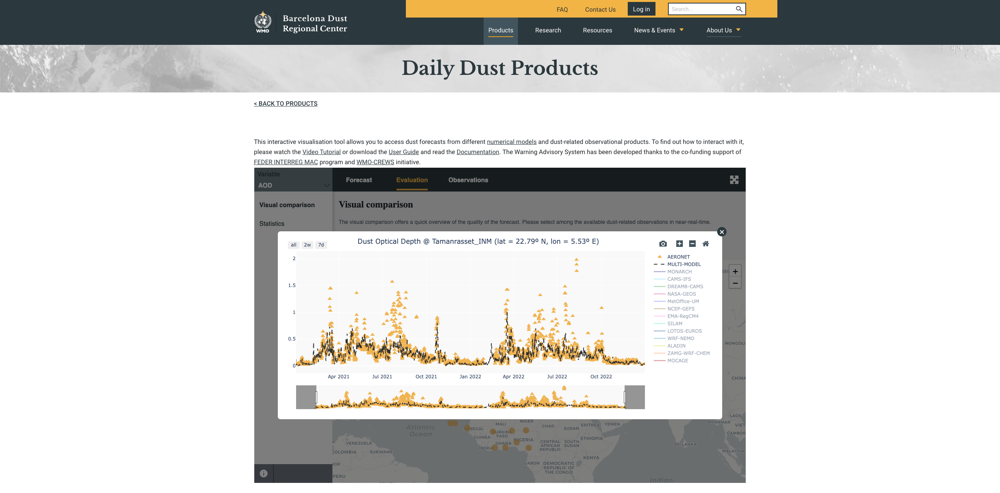 FAQ
Contact Us
Log in
Search...
WMO
Barcelona Dust
Regional Center
Products
Research
Resources
News & Events
About Us
Daily Dust Products
< BACK TO PRODUCTS
This interactive visualisation tool allows you to access dust forecasts from different numerical models and dust-related observational products. To find out how to interact with it,
please watch the Video Tutorial or download the User Guide and read the Documentation. The Warning Advisory System has been developed thanks to the co-funding support of
FEDER INTERREG MAC program and WMO-CREWS initiative.
Variable
AOD
Forecast
Evaluation
Observations
Visual comparison
Statistics
Visual comparison
The visual comparison offers a quick overview of the quality of the forecast. Please select among the available dust-related observations in near-real-time.
Dust Optical Depth @ Tamanrasset_INM (lat = 22.79º N, lon = 5.53º E)
all
2w
7d
2
1.5
1
0.5
0
Apr 2021
Jul 2021
Oct 2021
Jan 2022
Apr 2022
Jul 2022
Oct 2022
AERONET
MULTI-MODEL
MONARCH
CAMS-IFS
DREAM8-CAMS
NASA-GEOS
MetOffice-UM
NCEP-GEFS
EMA-RegCM4
SILAM
LOTOS-EUROS
WRF-NEMO
ALADIN
ZAMG-WRF-CHEM
MOCAGE
+
−
MONGOLI
CHINA
LAOS
MYANMAR
VIET
CAMBOD
SRI LANKA
MALAYSIA
Atlantic
Ocean
MALI
NIGER
CHAD
SUDAN
ERITREA
YEMEN
SENEGAL
BURKINA
FASO
GUINEA
NIGERIA
GHANA
LIBERIA
CENTRAL
AFRICAN
REPUBLIC
SOUTH
SUDAN
ETHIOPIA
VENEZUELA
OLOMBIA
SURINAME
KENYA
GABON
DEMOCRATIC
REPUBLIC OF
THE CONGO
DOR
PERU
Indian